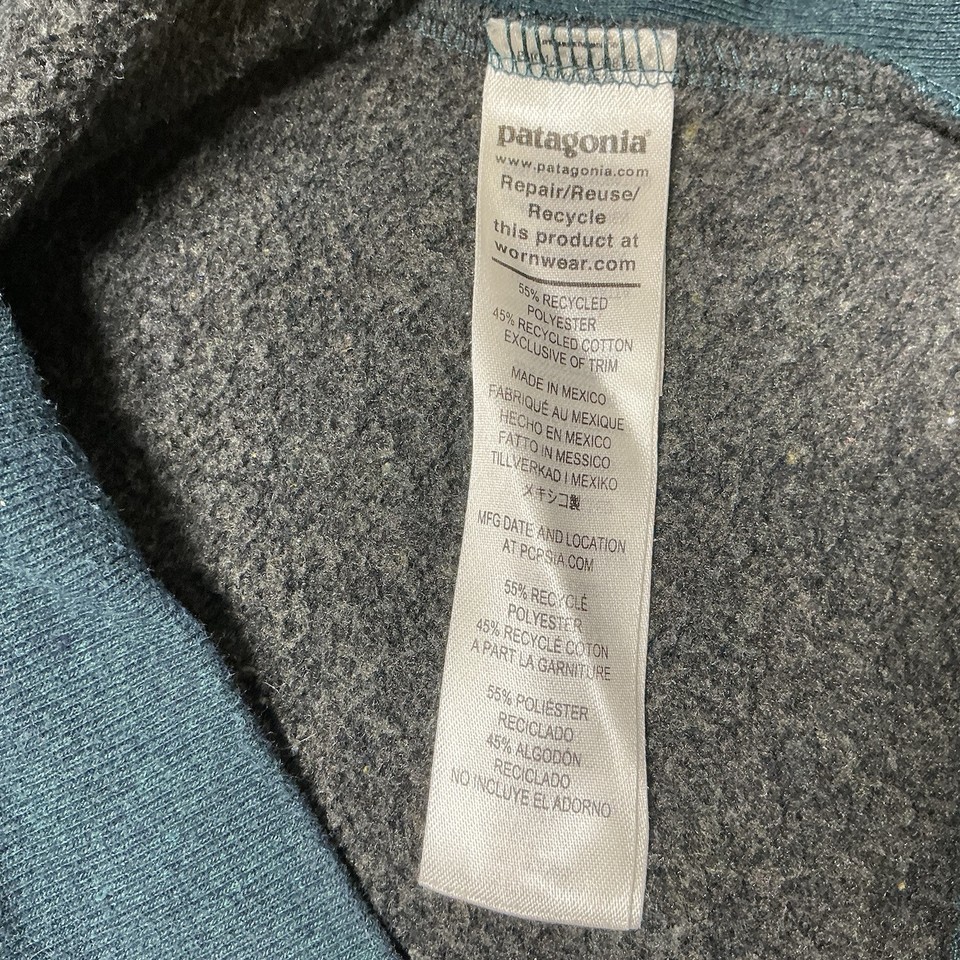 patagonia®
www.patagonia.com
Repair/Reuse/
Recycle
this product at
wornwear.com
55% RECYCLED
POLYESTER
45% RECYCLED COTTON
EXCLUSIVE OF TRIM
MADE IN MEXICO
FABRIQUÉ AU MEXIQUE
HECHO EN MEXICO
FATTO IN MESSICO
TILLVERKAD I MEXIKO
メキシコ製
MFG DATE AND LOCATION
AT PCPSIA.COM
55% RECYCLÉ
POLYESTER
45% RECYCLÉ COTON
A PART LA GARNITURE
55% POLIÉSTER
RECICLADO
45% ALGODÓN
RECICLADO
NO INCLUYE EL ADORNO